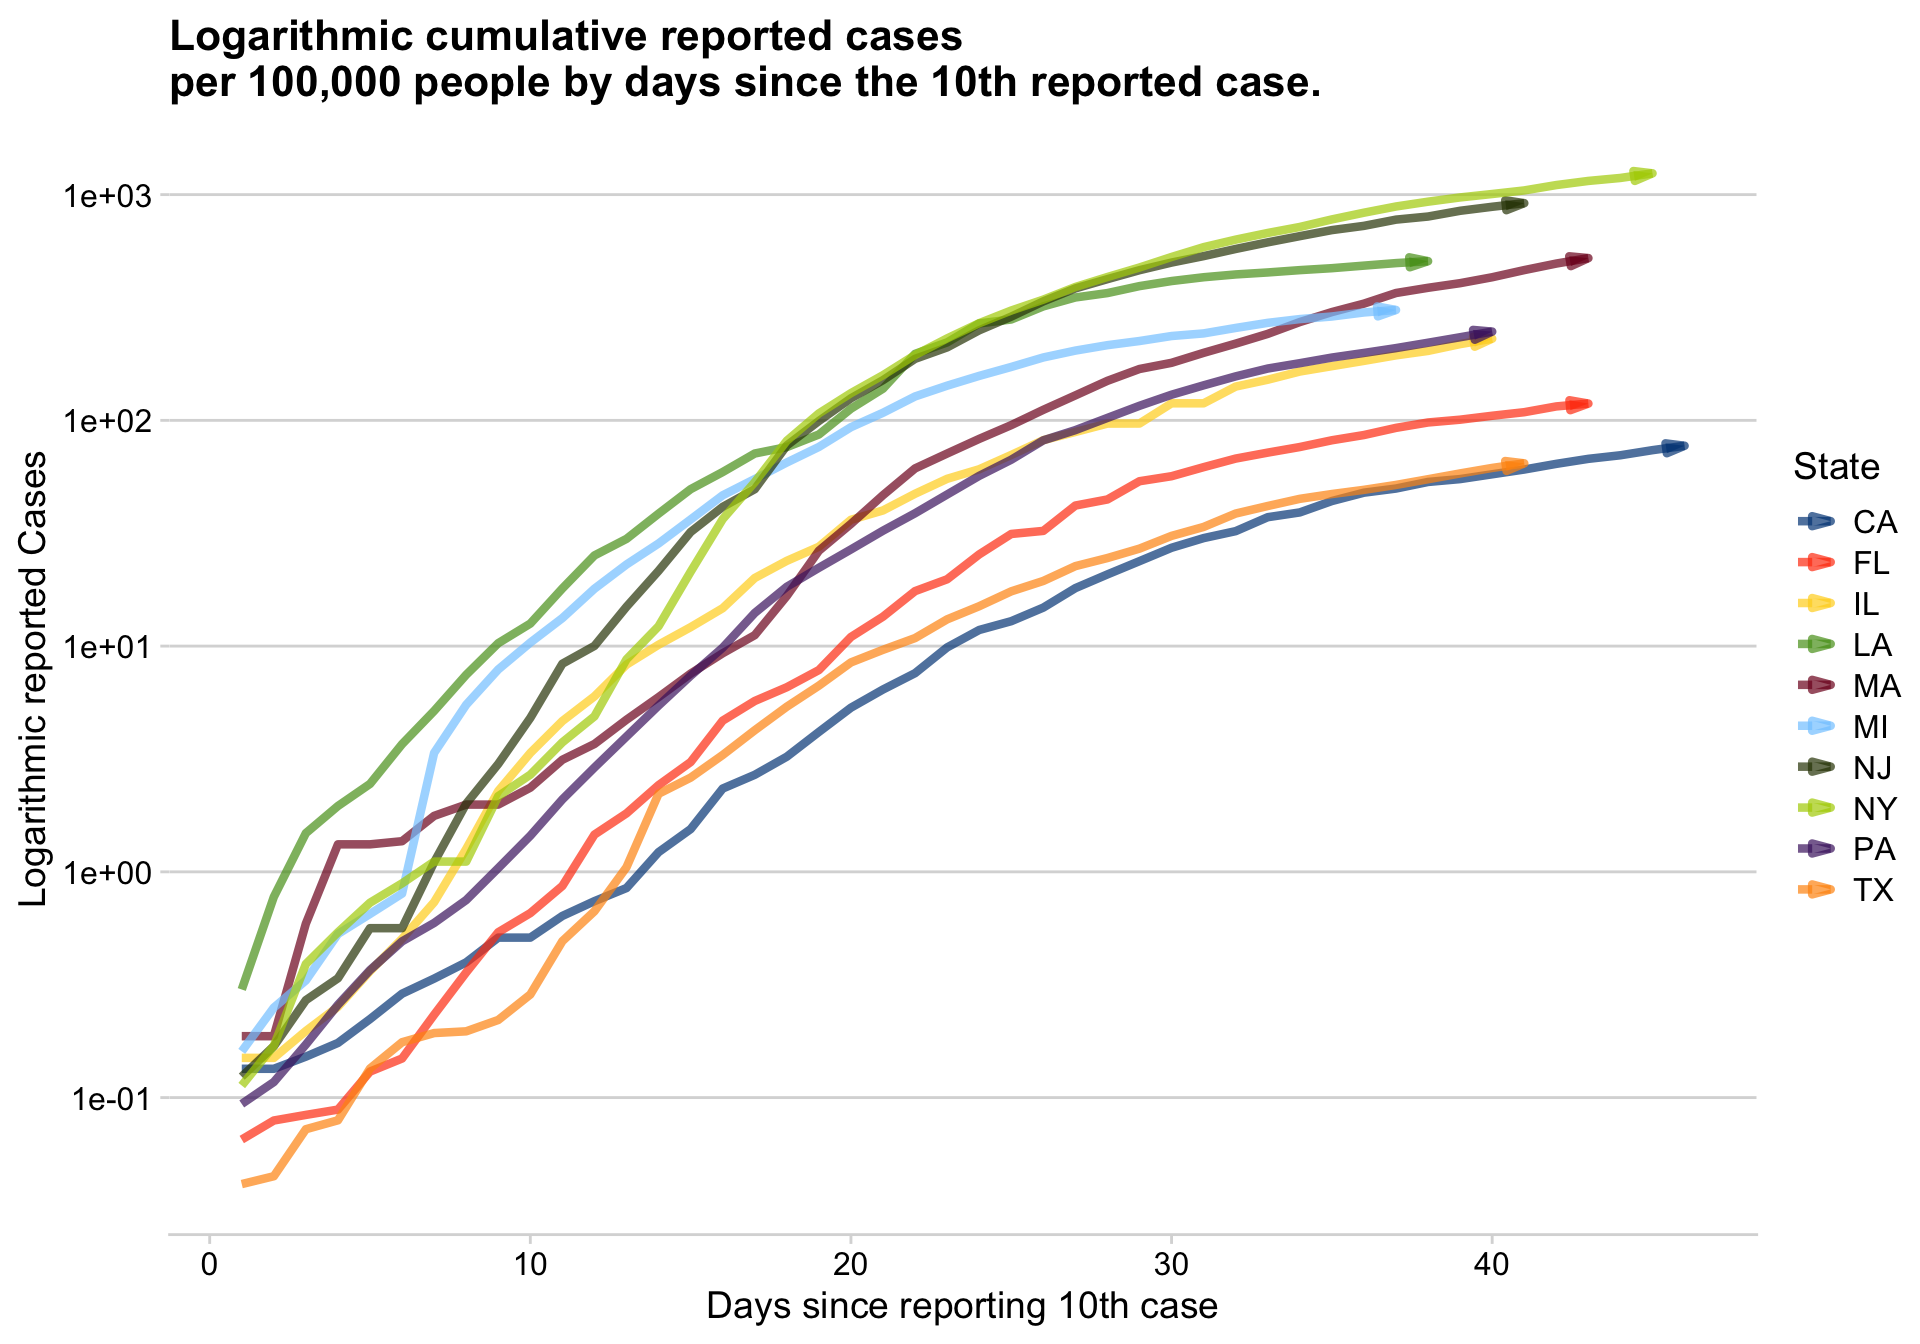 Logarithmic cumulative reported cases
per 100,000 people by days since the 10th reported case.
Logarithmic reported Cases
1e+03
1e+02
1e+01
1e+00
1e-01
0 10 20 30 40
Days since reporting 10th case
State
CA
FL
IL
LA
MA
MI
NJ
NY
PA
TX